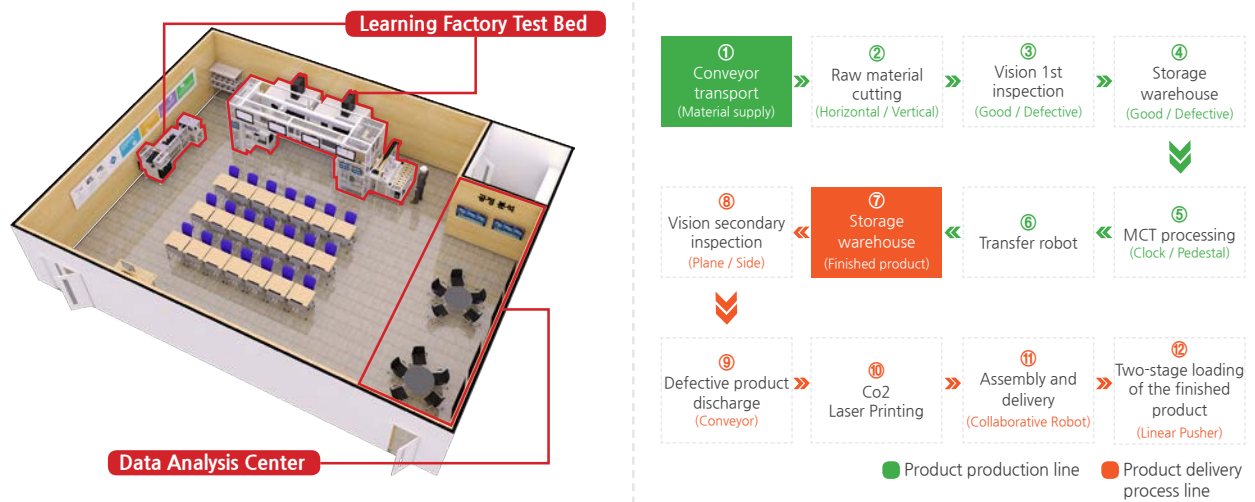 Learning Factory Test Bed
공정 분석
Data Analysis Center
①
Conveyor
transport
(Material supply)
②
Raw material
cutting
(Horizontal / Vertical)
③
Vision 1st
inspection
(Good / Defective)
④
Storage
warehouse
(Good / Defective)
⑧
Vision secondary
inspection
(Plane / Side)
⑦
Storage
warehouse
(Finished product)
⑥
Transfer robot
⑤
MCT processing
(Clock / Pedestal)
⑨
Defective product
discharge
(Conveyor)
⑩
Co2
Laser Printing
⑪
Assembly and
delivery
(Collaborative Robot)
⑫
Two-stage loading
of the finished
product
(Linear Pusher)
Product production line
Product delivery
process line